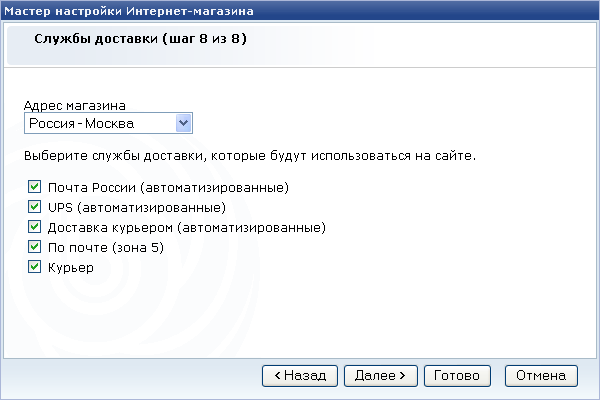 Мастер настройки Интернет-магазина
Службы доставки (шаг 8 из 8)
Адрес магазина
Россия - Москва
Выберите службы доставки, которые будут использоваться на сайте.
Почта России (автоматизированные)
UPS (автоматизированные)
Доставка курьером (автоматизированные)
По почте (зона 5)
Курьер
< Назад Далее > Готово Отмена